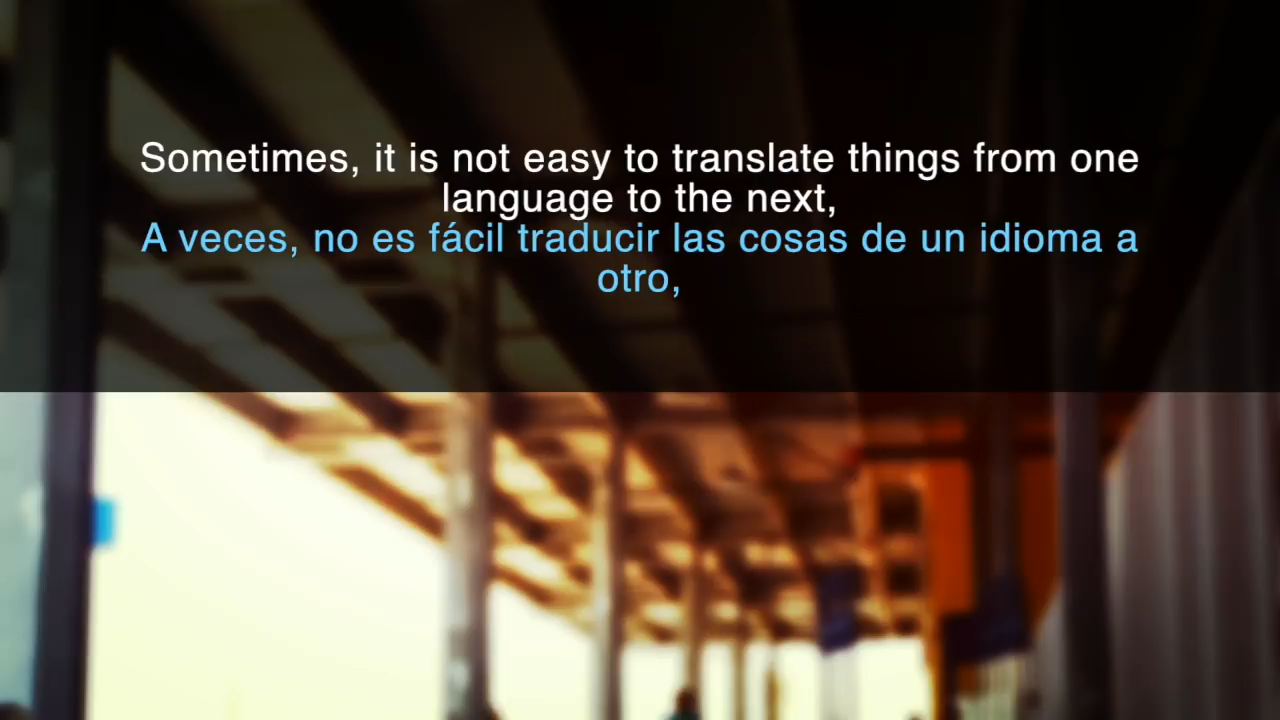 Sometimes, it is not easy to translate things from one
language to the next,
A veces, no es fácil traducir las cosas de un idioma a
otro,